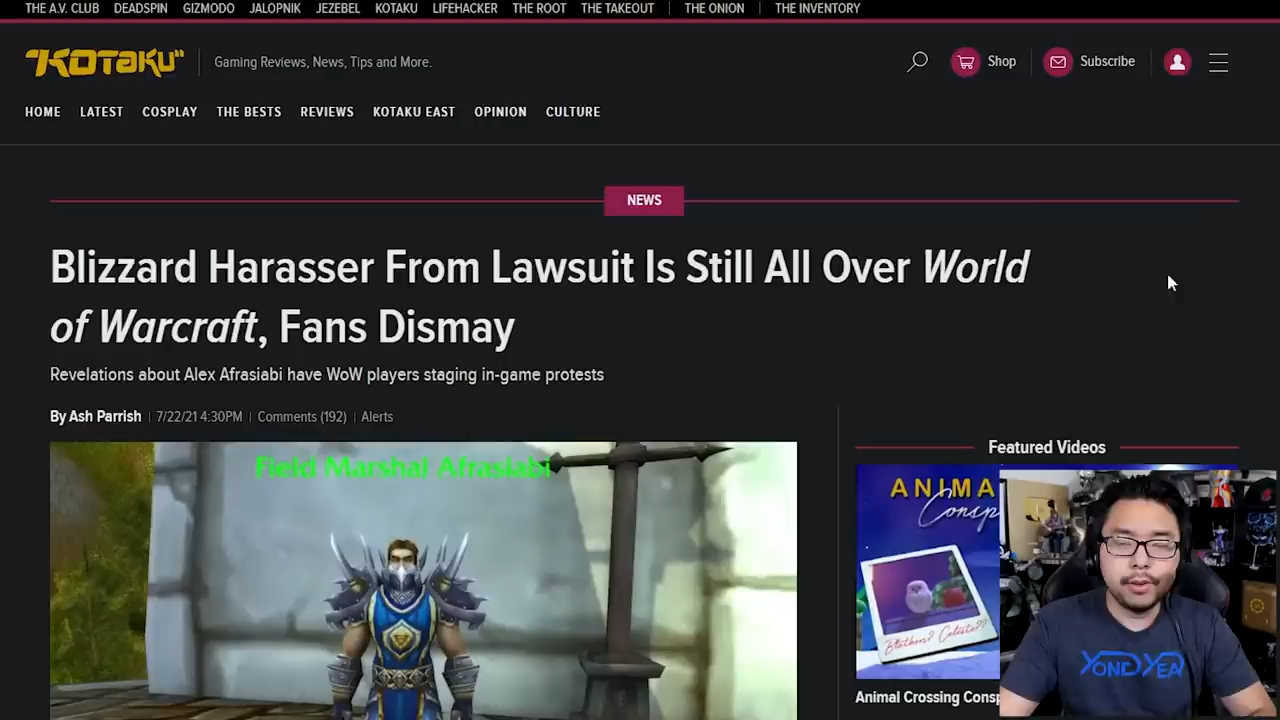 THE A.V. CLUB DEADSPIN GIZMODO JALOPNIK JEZEBEL KOTAKU LIFEHACKER THE ROOT THE TAKEOUT THE ONION THE INVENTORY
"KOTAKU" Gaming Reviews, News, Tips and More. Shop Subscribe
HOME LATEST COSPLAY THE BESTS REVIEWS KOTAKU EAST OPINION CULTURE
NEWS
Blizzard Harasser From Lawsuit Is Still All Over World
of Warcraft, Fans Dismay
Revelations about Alex Afrasiabi have WoW players staging in-game protests
By Ash Parrish 7/22/21 4:30PM Comments (192) Alerts
Field Marshal Afrasiabi
Featured Videos
ANIMA
Consp
Blathers? Celeste??
YONGYEA
Animal Crossing Consp